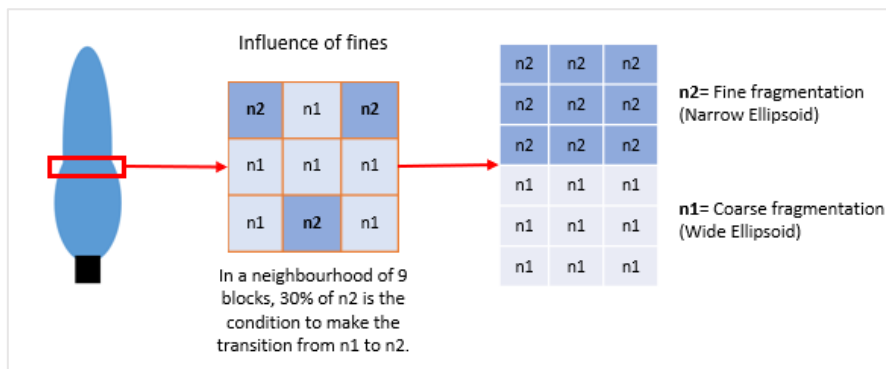 Influence of fines
n2 n1 n2
n1 n1 n1
n1 n2 n1
In a neighbourhood of 9
blocks, 30% of n2 is the
condition to make the
transition from n1 to n2.
n2 n2 n2
n2 n2 n2
n2 n2 n2
n1 n1 n1
n1 n1 n1
n1 n1 n1
n2= Fine fragmentation
(Narrow Ellipsoid)
n1= Coarse fragmentation
(Wide Ellipsoid)